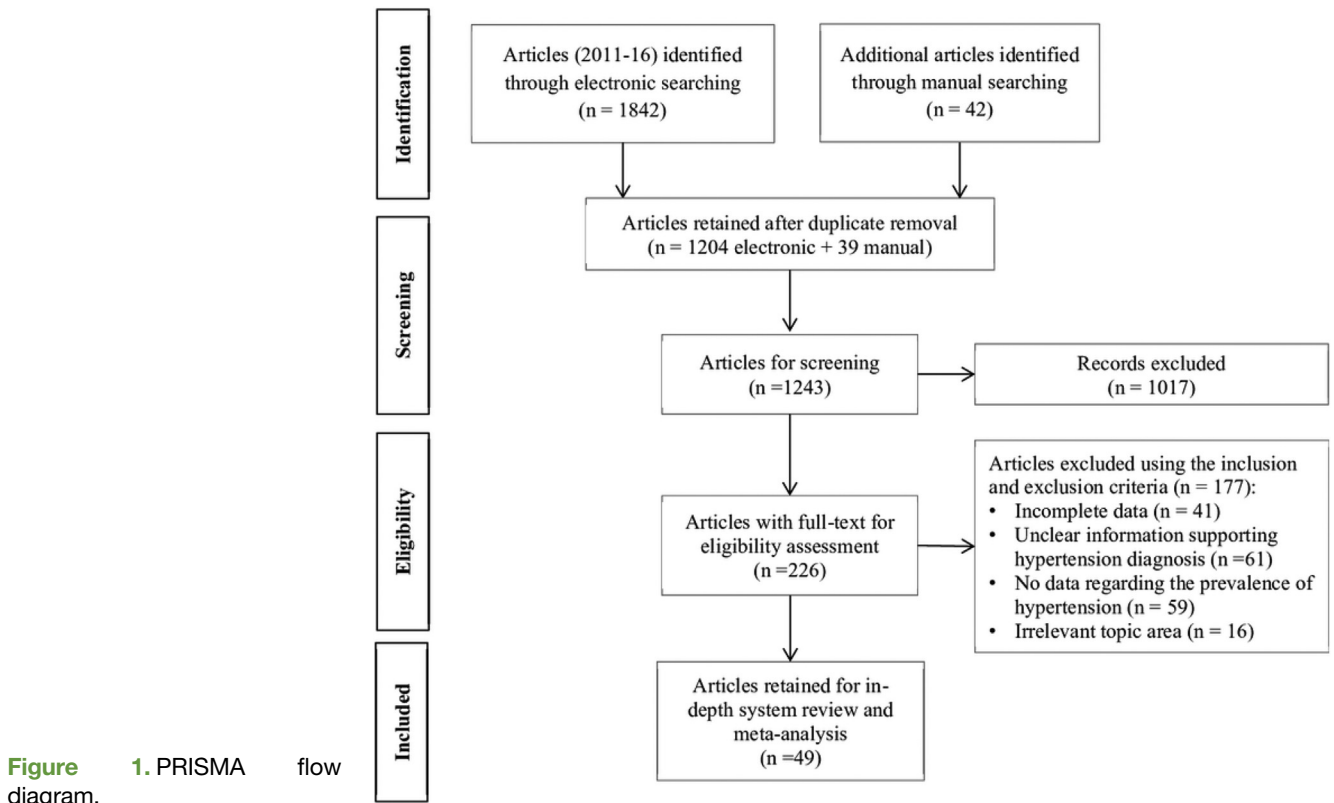 Identification
Articles (2011-16) identified
through electronic searching
(n = 1842)
Additional articles identified
through manual searching
(n = 42)
Screening
Articles retained after duplicate removal
(n = 1204 electronic + 39 manual)
Articles for screening
(n =1243)
Records excluded
(n = 1017)
Eligibility
Articles with full-text for
eligibility assessment
(n =226)
Articles excluded using the inclusion
and exclusion criteria (n = 177):
• Incomplete data (n = 41)
• Unclear information supporting
hypertension diagnosis (n =61)
• No data regarding the prevalence of
hypertension (n = 59)
• Irrelevant topic area (n = 16)
Included
Articles retained for in-
depth system review and
meta-analysis
(n =49)
Figure 1. PRISMA flow
diagram.